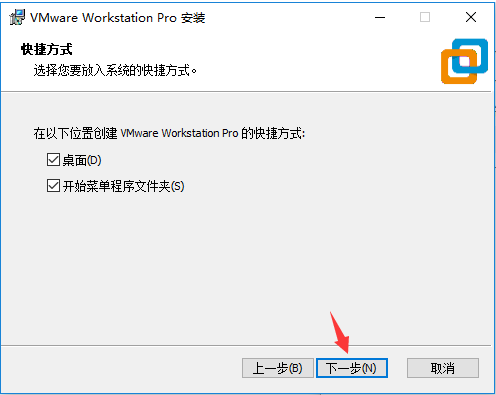 VMware Workstation Pro 安装
快捷方式
选择您要放入系统的快捷方式。
在以下位置创建 VMware Workstation Pro 的快捷方式:
桌面(D)
开始菜单程序文件夹(S)
上一步(B) 下一步(N) 取消